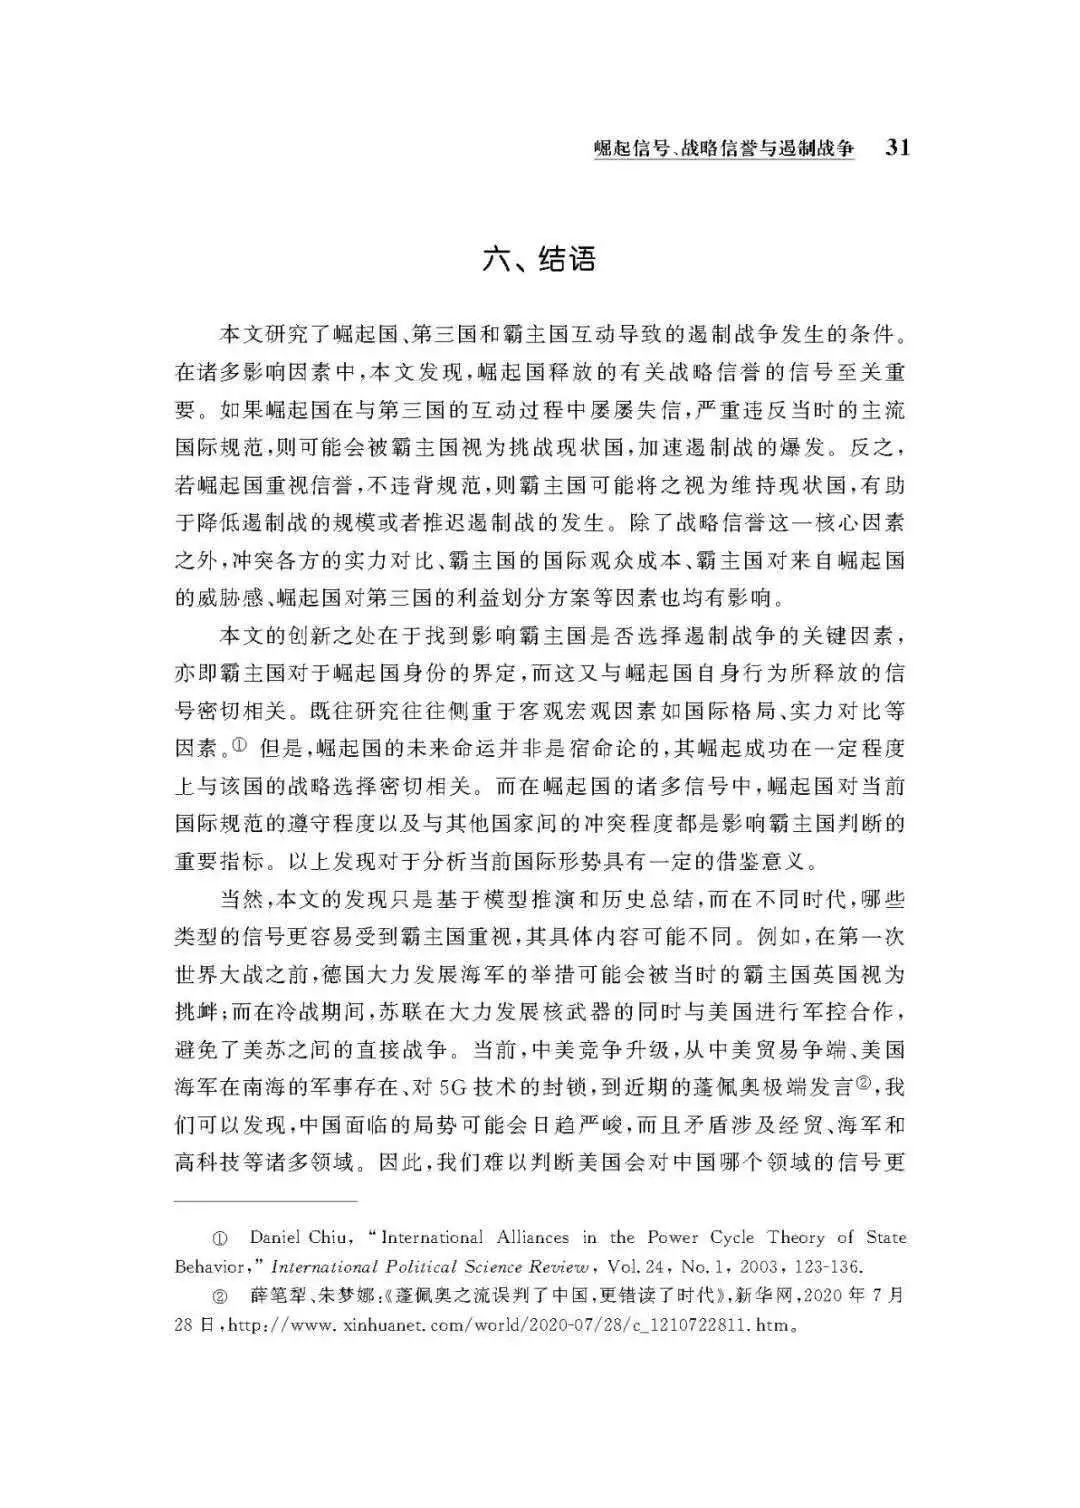 崛起信号、战略信誉与遏制战争 31
六、结语
本文研究了崛起国、第三国和霸主国互动导致的遏制战争发生的条件。
在诸多影响因素中,本文发现,崛起国释放的有关战略信誉的信号至关重
要。如果崛起国在与第三国的互动过程中屡屡失信,严重违反当时的主流
国际规范,则可能会被霸主国视为挑战现状国,加速遏制战的爆发。反之,
若崛起国重视信誉,不违背规范,则霸主国可能将之视为维持现状国,有助
于降低遏制战的规模或者推迟遏制战的发生。除了战略信誉这一核心因素
之外,冲突各方的实力对比、霸主国的国际观众成本、霸主国对来自崛起国
的威胁感、崛起国对第三国的利益划分方案等因素也均有影响。
本文的创新之处在于找到影响霸主国是否选择遏制战争的关键因素,
亦即霸主国对于崛起国身份的界定,而这又与崛起国自身行为所释放的信
号密切相关。既往研究往往侧重于客观宏观因素如国际格局、实力对比等
因素。① 但是,崛起国的未来命运并非是宿命论的,其崛起成功在一定程度
上与该国的战略选择密切相关。而在崛起国的诸多信号中,崛起国对当前
国际规范的遵守程度以及与其他国家间的冲突程度都是影响霸主国判断的
重要指标。以上发现对于分析当前国际形势具有一定的借鉴意义。
当然,本文的发现只是基于模型推演和历史总结,而在不同时代,哪些
类型的信号更容易受到霸主国重视,其具体内容可能不同。例如,在第一次
世界大战之前,德国大力发展海军的举措可能会被当时的霸主国英国视为
挑衅;而在冷战期间,苏联在大力发展核武器的同时与美国进行军控合作,
避免了美苏之间的直接战争。当前,中美竞争升级,从中美贸易争端、美国
海军在南海的军事存在、对 5G 技术的封锁,到近期的蓬佩奥极端发言②,我
们可以发现,中国面临的局势可能会日趋严峻,而且矛盾涉及经贸、海军和
高科技等诸多领域。因此,我们难以判断美国会对中国哪个领域的信号更
① Daniel Chiu, “International Alliances in the Power Cycle Theory of State
Behavior,” International Political Science Review, Vol. 24, No. 1, 2003, 123-136.
② 薛笔犁、朱梦娜:《蓬佩奥之流误判了中国,更错读了时代》,新华网,2020 年 7 月
28 日,http://www. xinhuanet. com/world/2020-07/28/c_1210722811. htm。